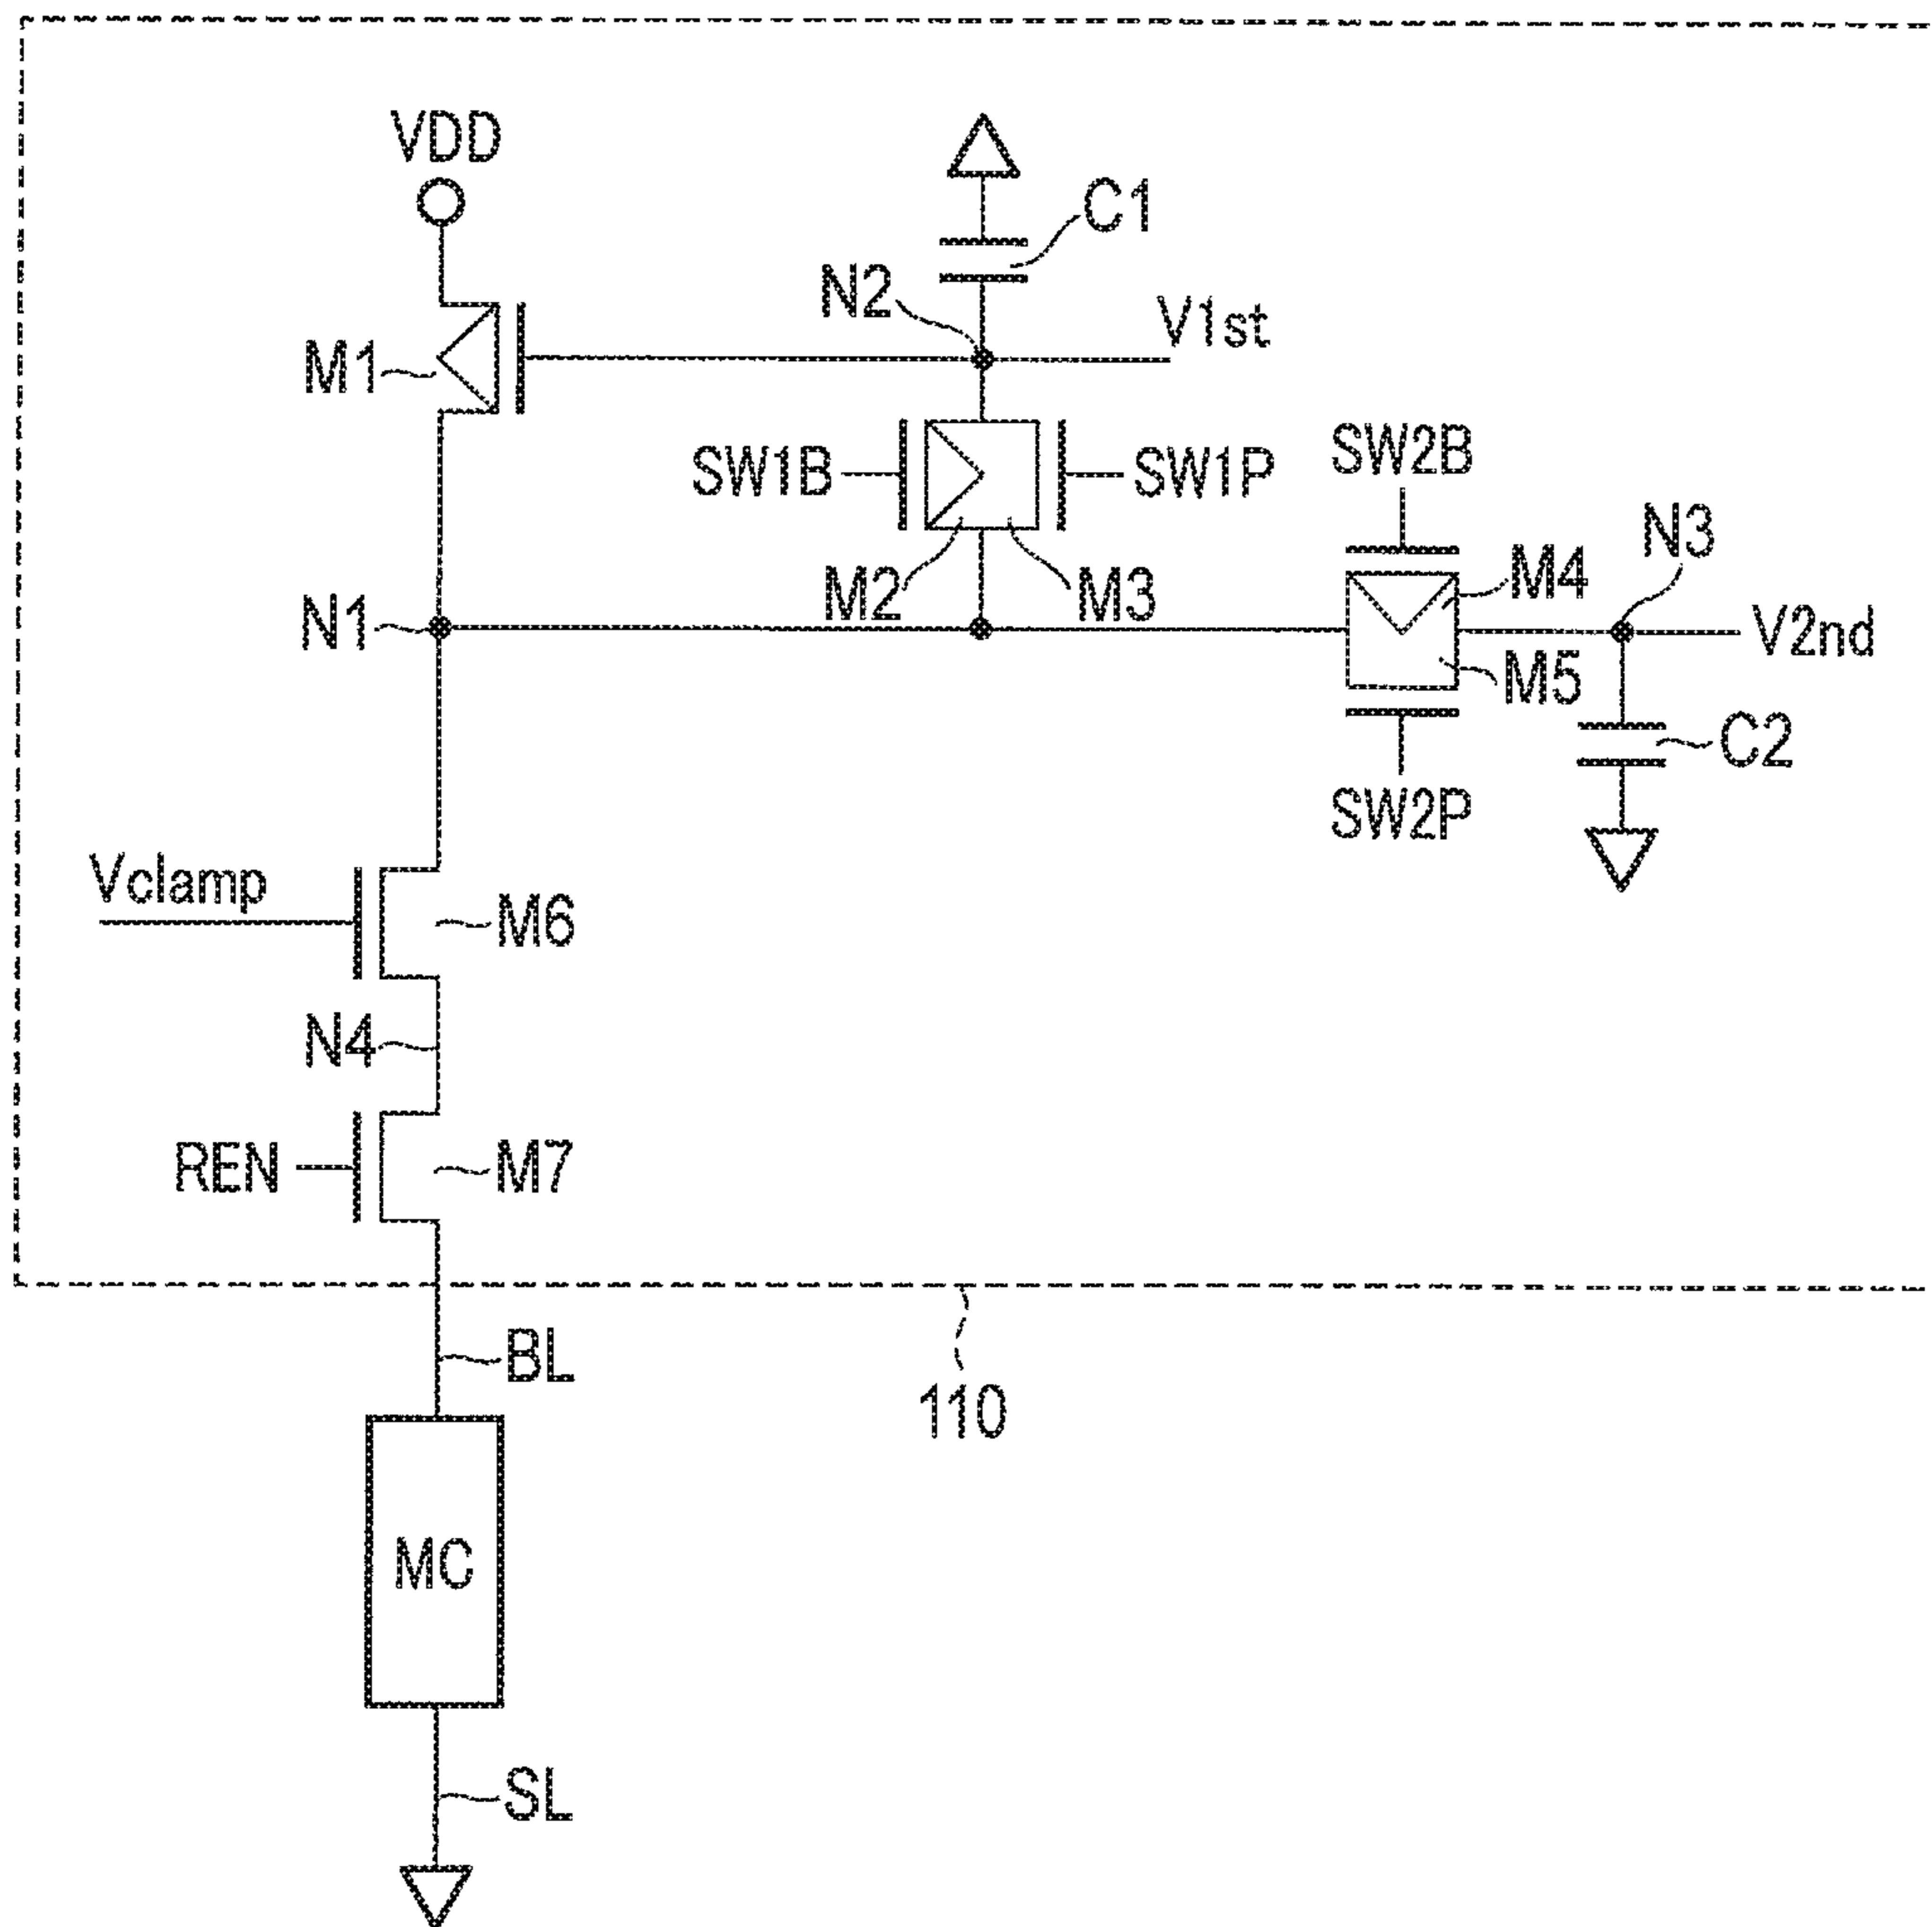 VDD
C1
N2
V1st
M1
SW1B
SW1P
SW2B
N3
M2
M3
M4
N1
V2nd
M5
C2
SW2P
Vclamp
M6
N4
REN
M7
BL
110
MC
SL